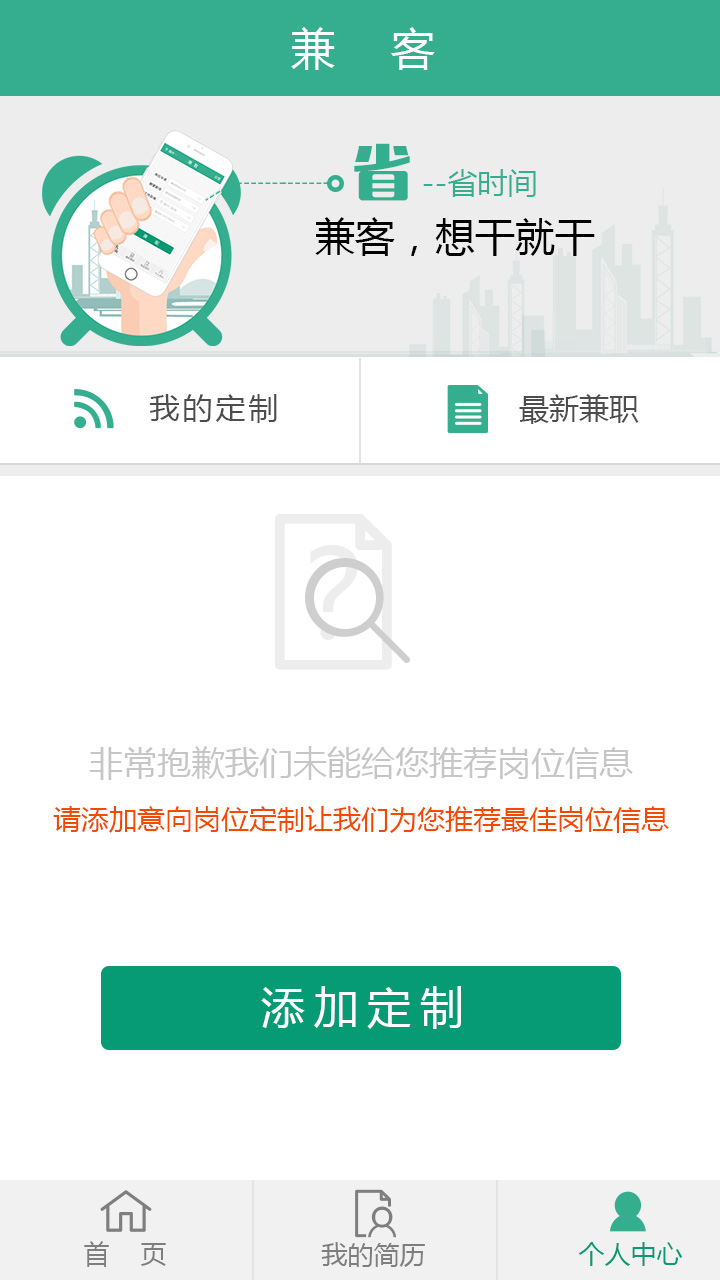 兼 客
省 --省时间
兼客，想干就干
我的定制 最新兼职
非常抱歉我们未能给您推荐岗位信息
请添加意向岗位定制让我们为您推荐最佳岗位信息
添加定制
首 页 我的简历 个人中心